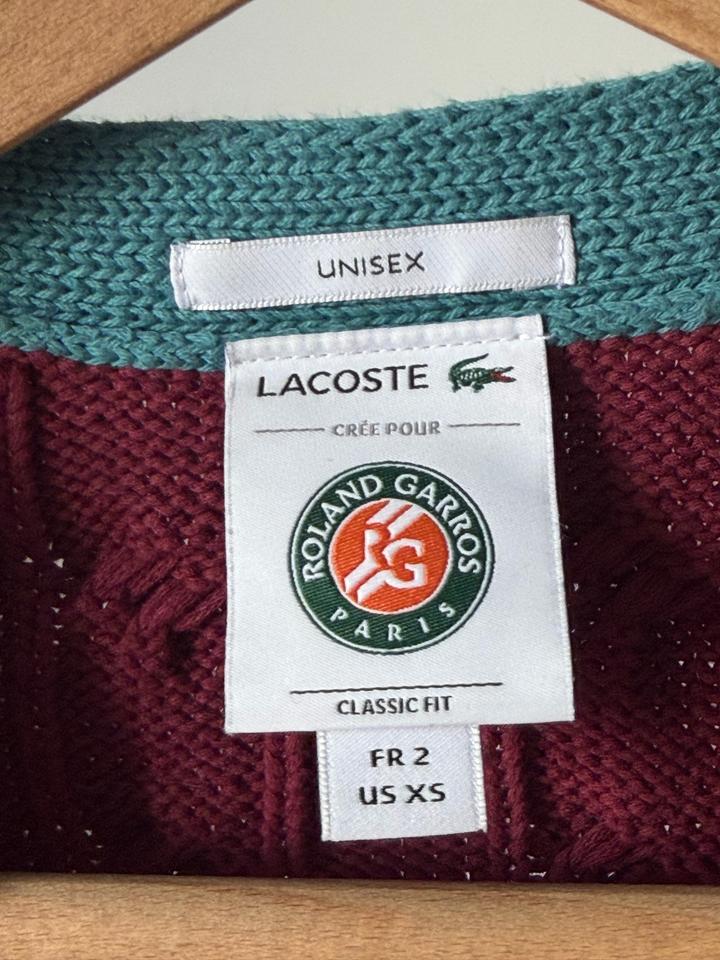 UNISEX
LACOSTE
CRÉE POUR
ROLAND GARROS
RG
PARIS
CLASSIC FIT
FR 2
US XS